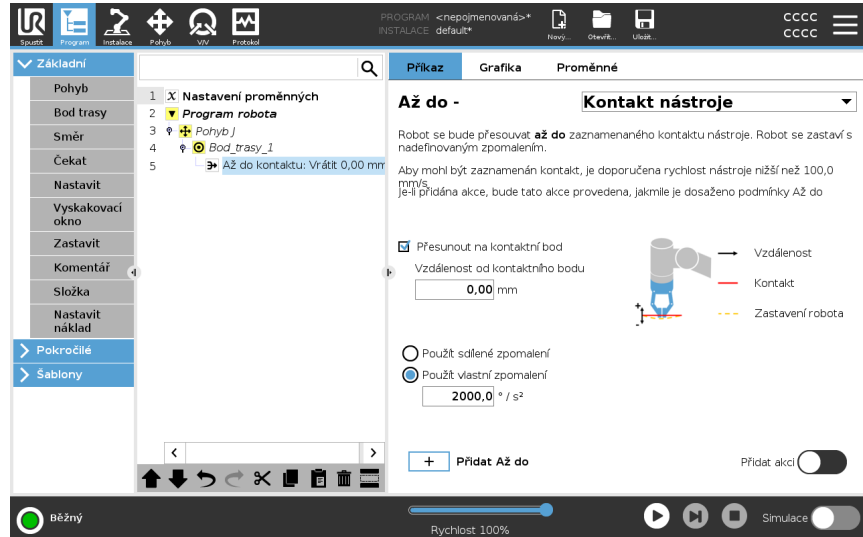 PROGRAM <nepojmenovaná>*
INSTALACE default*
cccc
cccc
Spustit Program Instalace Pohyb V/V Protokol
Nový... Otevřít... Uložit...
Základní
Pohyb
Bod trasy
Směr
Čekat
Nastavit
Vyskakovací
okno
Zastavit
Komentář
Složka
Nastavit
náklad
Pokročilé
Šablony
1 X Nastavení proměnných
2 Program robota
3 Pohyb J
4 Bod_trasy_1
5 Až do kontaktu: Vrátit 0,00 mm
Příkaz Grafika Proměnné
Až do - Kontakt nástroje
Robot se bude přesouvat až do zaznamenaného kontaktu nástroje. Robot se zastaví s
nadefinovaným zpomalením.
Aby mohl být zaznamenán kontakt, je doporučena rychlost nástroje nižší než 100,0
mm/s
Je-li přidána akce, bude tato akce provedena, jakmile je dosaženo podmínky Až do
Přesunout na kontaktní bod
Vzdálenost od kontaktního bodu
0,00 mm
Vzdálenost
Kontakt
Zastavení robota
+
-
Použít sdílené zpomalení
Použít vlastní zpomalení
2000,0 ° / s²
+ Přidat Až do
Přidat akci
Běžný
Rychlost 100%
Simulace